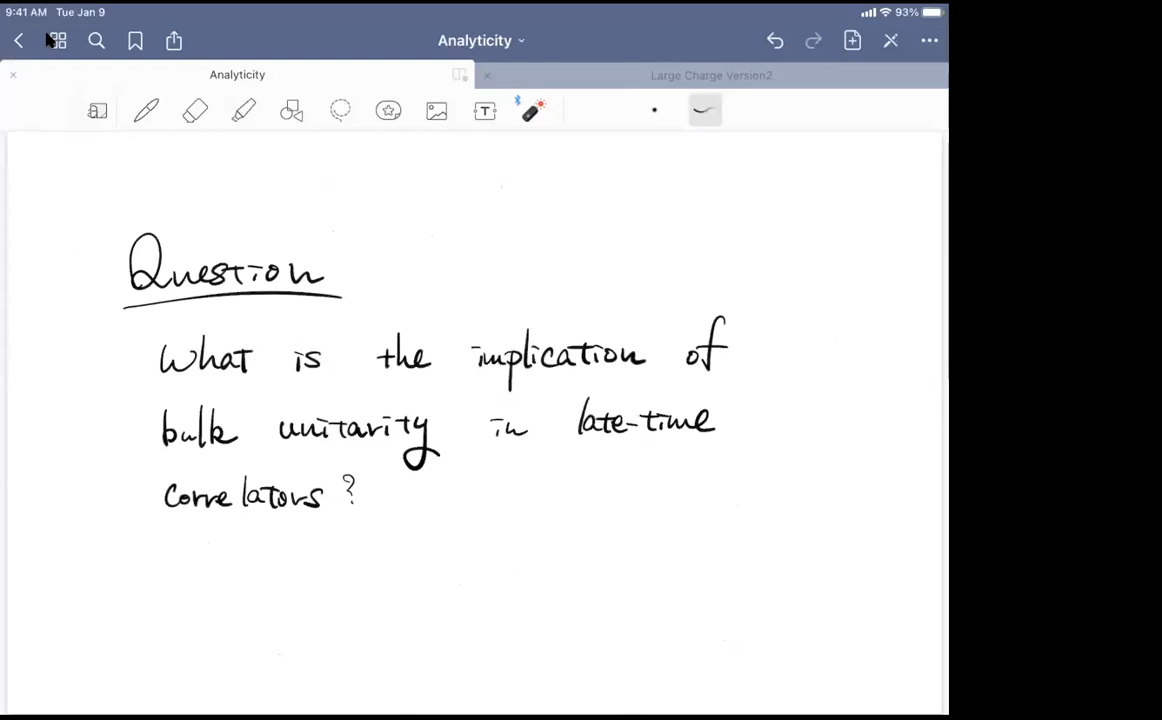 9:41 AM Tue Jan 9
93%
Analyticity
Analyticity
Large Charge Version2
Question
What is the implication of
bulk unitarity in late-time
correlators?